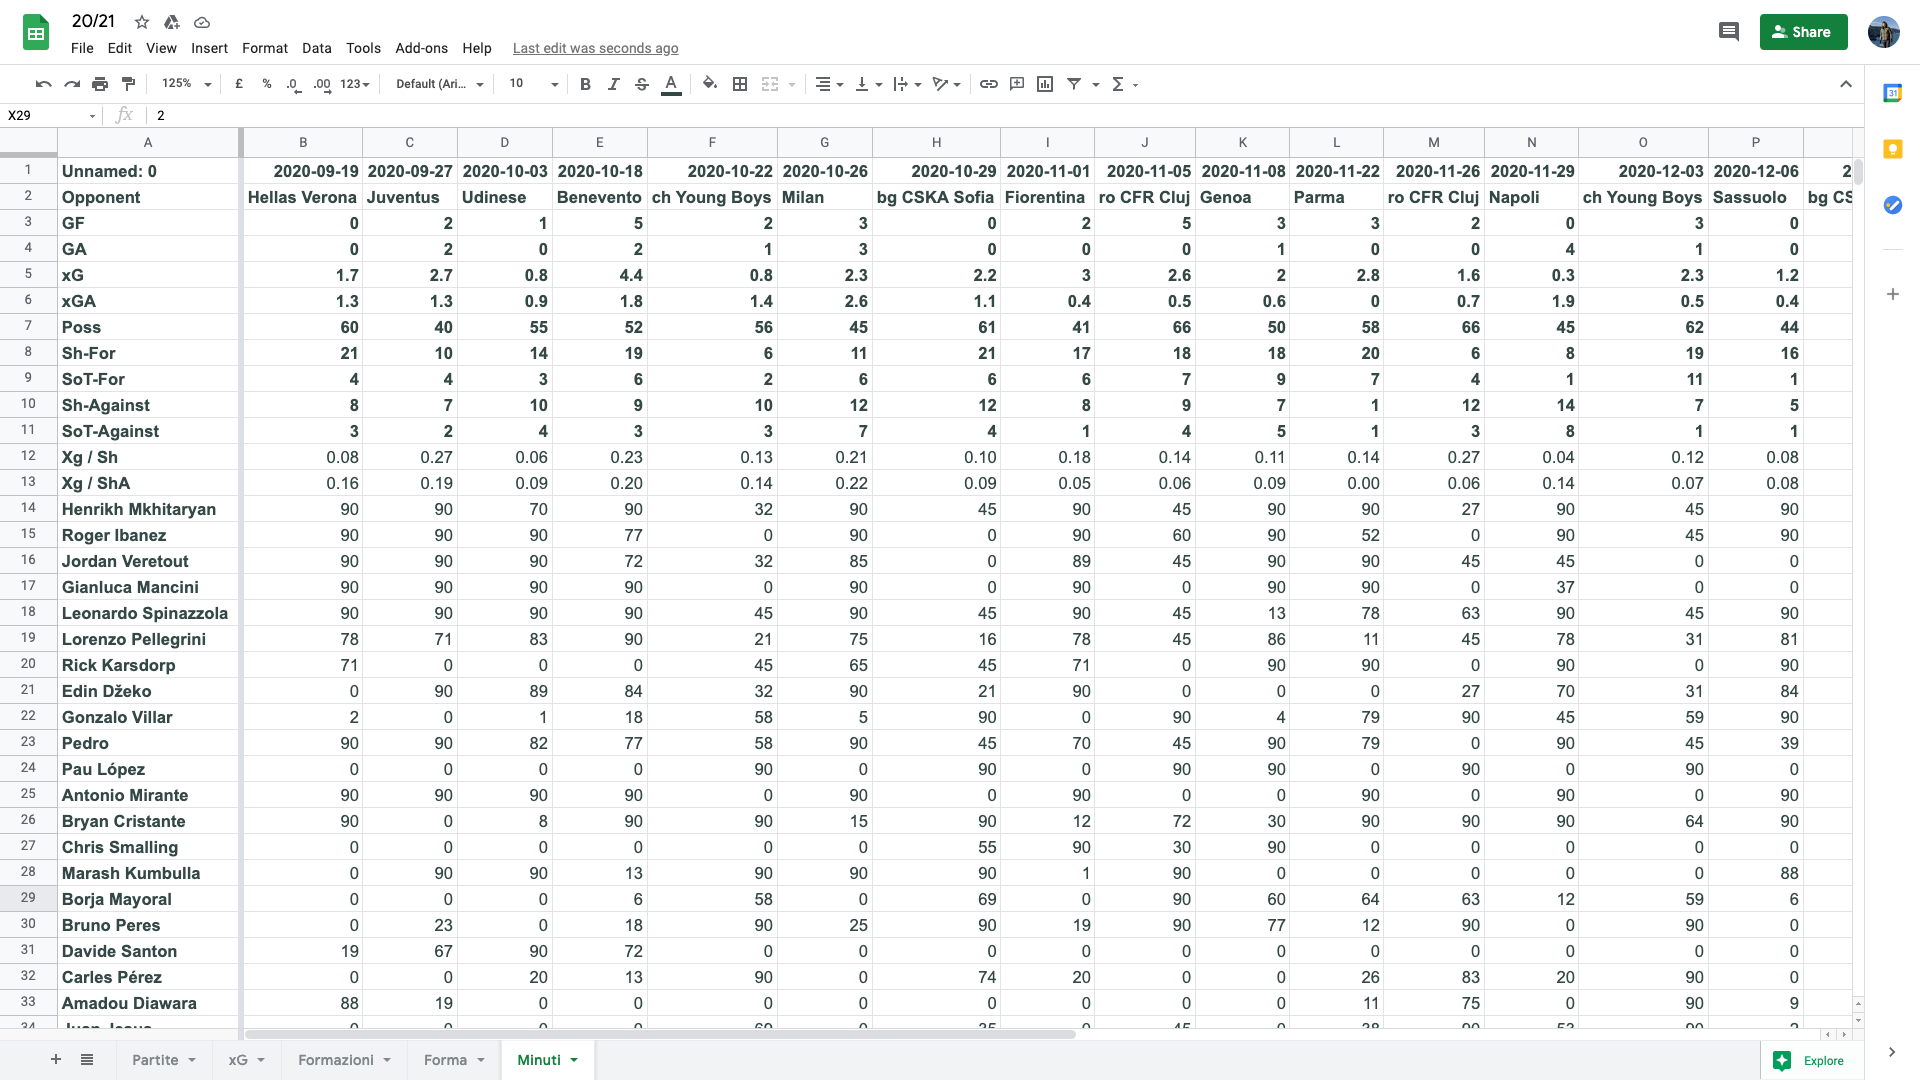 20/21
File Edit View Insert Format Data Tools Add-ons Help Last edit was seconds ago
Share
125% £ % .0 .00 123 Default (Ari... 10 B I S A
X29 fx 2
A B C D E F G H I J K L M N O P
1 Unnamed: 0 2020-09-19 2020-09-27 2020-10-03 2020-10-18 2020-10-22 2020-10-26 2020-10-29 2020-11-01 2020-11-05 2020-11-08 2020-11-22 2020-11-26 2020-11-29 2020-12-03 2020-12-06 2
2 Opponent Hellas Verona Juventus Udinese Benevento ch Young Boys Milan bg CSKA Sofia Fiorentina ro CFR Cluj Genoa Parma ro CFR Cluj Napoli ch Young Boys Sassuolo bg CS
3 GF 0 2 1 5 2 3 0 2 5 3 3 2 0 3 0
4 GA 0 2 0 2 1 3 0 0 0 1 0 0 4 1 0
5 xG 1.7 2.7 0.8 4.4 0.8 2.3 2.2 3 2.6 2 2.8 1.6 0.3 2.3 1.2
6 xGA 1.3 1.3 0.9 1.8 1.4 2.6 1.1 0.4 0.5 0.6 0 0.7 1.9 0.5 0.4
7 Poss 60 40 55 52 56 45 61 41 66 50 58 66 45 62 44
8 Sh-For 21 10 14 19 6 11 21 17 18 18 20 6 8 19 16
9 SoT-For 4 4 3 6 2 6 6 6 7 9 7 4 1 11 1
10 Sh-Against 8 7 10 9 10 12 12 8 9 7 1 12 14 7 5
11 SoT-Against 3 2 4 3 3 7 4 1 4 5 1 3 8 1 1
12 Xg / Sh 0.08 0.27 0.06 0.23 0.13 0.21 0.10 0.18 0.14 0.11 0.14 0.27 0.04 0.12 0.08
13 Xg / ShA 0.16 0.19 0.09 0.20 0.14 0.22 0.09 0.05 0.06 0.09 0.00 0.06 0.14 0.07 0.08
14 Henrikh Mkhitaryan 90 90 70 90 32 90 45 90 45 90 90 27 90 45 90
15 Roger Ibanez 90 90 90 77 0 90 0 90 60 90 52 0 90 45 90
16 Jordan Veretout 90 90 90 72 32 85 0 89 45 90 90 45 45 0 0
17 Gianluca Mancini 90 90 90 90 0 90 0 90 0 90 90 0 37 0 0
18 Leonardo Spinazzola 90 90 90 90 45 90 45 90 45 13 78 63 90 45 90
19 Lorenzo Pellegrini 78 71 83 90 21 75 16 78 45 86 11 45 78 31 81
20 Rick Karsdorp 71 0 0 0 45 65 45 71 0 90 90 0 90 0 90
21 Edin Džeko 0 90 89 84 32 90 21 90 0 0 0 27 70 31 84
22 Gonzalo Villar 2 0 1 18 58 5 90 0 90 4 79 90 45 59 90
23 Pedro 90 90 82 77 58 90 45 70 45 90 79 0 90 45 39
24 Pau López 0 0 0 0 90 0 90 0 90 90 0 90 0 90 0
25 Antonio Mirante 90 90 90 90 0 90 0 90 0 0 90 0 90 0 90
26 Bryan Cristante 90 0 8 90 90 15 90 12 72 30 90 90 90 64 90
27 Chris Smalling 0 0 0 0 0 0 55 90 30 90 0 0 0 0 0
28 Marash Kumbulla 0 90 90 13 90 90 90 1 90 0 0 0 0 0 88
29 Borja Mayoral 0 0 0 6 58 0 69 0 90 60 64 63 12 59 6
30 Bruno Peres 0 23 0 18 90 25 90 19 90 77 12 90 0 90 0
31 Davide Santon 19 67 90 72 0 0 0 0 0 0 0 0 0 0 0
32 Carles Pérez 0 0 20 13 90 0 74 20 0 0 26 83 20 90 0
33 Amadou Diawara 88 19 0 0 0 0 0 0 0 0 11 75 0 90 9
Partite xG Formazioni Forma Minuti Explore